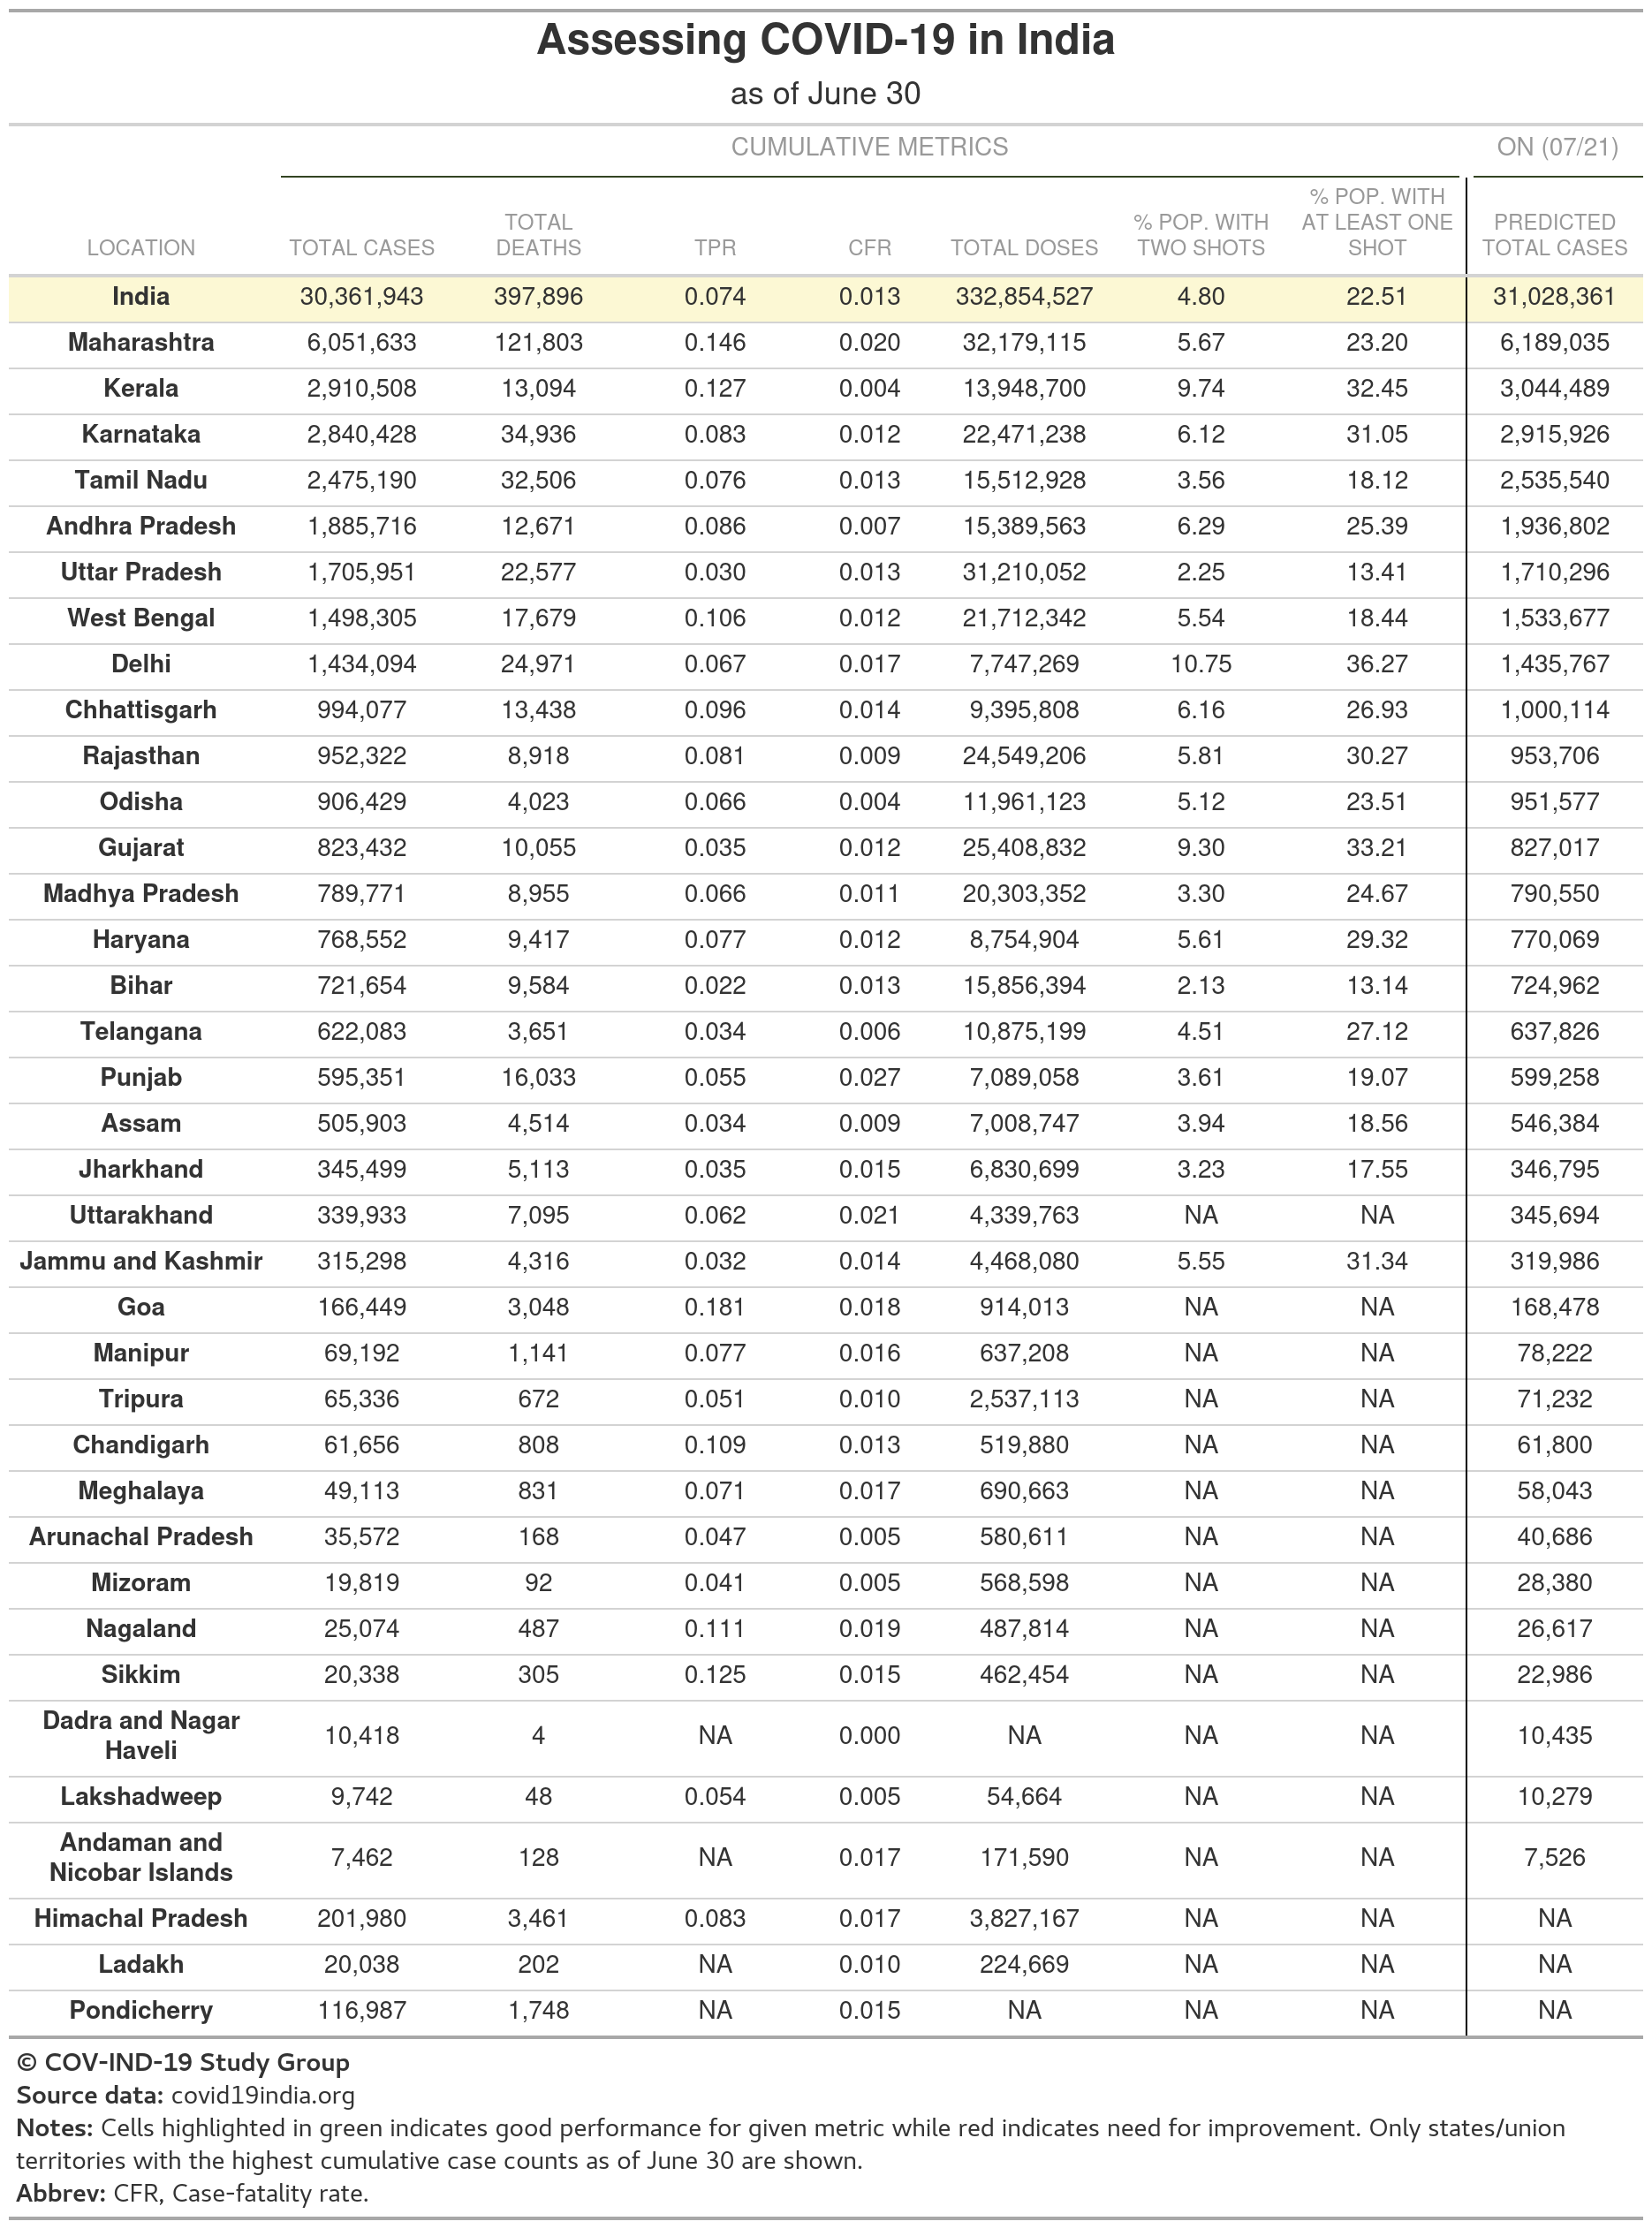 Assessing COVID-19 in India
as of June 30
CUMULATIVE METRICS ON (07/21)
LOCATION TOTAL CASES TOTAL DEATHS TPR CFR TOTAL DOSES % POP. WITH TWO SHOTS % POP. WITH AT LEAST ONE SHOT PREDICTED TOTAL CASES
India 30,361,943 397,896 0.074 0.013 332,854,527 4.80 22.51 31,028,361
Maharashtra 6,051,633 121,803 0.146 0.020 32,179,115 5.67 23.20 6,189,035
Kerala 2,910,508 13,094 0.127 0.004 13,948,700 9.74 32.45 3,044,489
Karnataka 2,840,428 34,936 0.083 0.012 22,471,238 6.12 31.05 2,915,926
Tamil Nadu 2,475,190 32,506 0.076 0.013 15,512,928 3.56 18.12 2,535,540
Andhra Pradesh 1,885,716 12,671 0.086 0.007 15,389,563 6.29 25.39 1,936,802
Uttar Pradesh 1,705,951 22,577 0.030 0.013 31,210,052 2.25 13.41 1,710,296
West Bengal 1,498,305 17,679 0.106 0.012 21,712,342 5.54 18.44 1,533,677
Delhi 1,434,094 24,971 0.067 0.017 7,747,269 10.75 36.27 1,435,767
Chhattisgarh 994,077 13,438 0.096 0.014 9,395,808 6.16 26.93 1,000,114
Rajasthan 952,322 8,918 0.081 0.009 24,549,206 5.81 30.27 953,706
Odisha 906,429 4,023 0.066 0.004 11,961,123 5.12 23.51 951,577
Gujarat 823,432 10,055 0.035 0.012 25,408,832 9.30 33.21 827,017
Madhya Pradesh 789,771 8,955 0.066 0.011 20,303,352 3.30 24.67 790,550
Haryana 768,552 9,417 0.077 0.012 8,754,904 5.61 29.32 770,069
Bihar 721,654 9,584 0.022 0.013 15,856,394 2.13 13.14 724,962
Telangana 622,083 3,651 0.034 0.006 10,875,199 4.51 27.12 637,826
Punjab 595,351 16,033 0.055 0.027 7,089,058 3.61 19.07 599,258
Assam 505,903 4,514 0.034 0.009 7,008,747 3.94 18.56 546,384
Jharkhand 345,499 5,113 0.035 0.015 6,830,699 3.23 17.55 346,795
Uttarakhand 339,933 7,095 0.062 0.021 4,339,763 NA NA 345,694
Jammu and Kashmir 315,298 4,316 0.032 0.014 4,468,080 5.55 31.34 319,986
Goa 166,449 3,048 0.181 0.018 914,013 NA NA 168,478
Manipur 69,192 1,141 0.077 0.016 637,208 NA NA 78,222
Tripura 65,336 672 0.051 0.010 2,537,113 NA NA 71,232
Chandigarh 61,656 808 0.109 0.013 519,880 NA NA 61,800
Meghalaya 49,113 831 0.071 0.017 690,663 NA NA 58,043
Arunachal Pradesh 35,572 168 0.047 0.005 580,611 NA NA 40,686
Mizoram 19,819 92 0.041 0.005 568,598 NA NA 28,380
Nagaland 25,074 487 0.111 0.019 487,814 NA NA 26,617
Sikkim 20,338 305 0.125 0.015 462,454 NA NA 22,986
Dadra and Nagar Haveli 10,418 4 NA 0.000 NA NA NA 10,435
Lakshadweep 9,742 48 0.054 0.005 54,664 NA NA 10,279
Andaman and Nicobar Islands 7,462 128 NA 0.017 171,590 NA NA 7,526
Himachal Pradesh 201,980 3,461 0.083 0.017 3,827,167 NA NA NA
Ladakh 20,038 202 NA 0.010 224,669 NA NA NA
Pondicherry 116,987 1,748 NA 0.015 NA NA NA NA
© COV-IND-19 Study Group
Source data: covid19india.org
Notes: Cells highlighted in green indicates good performance for given metric while red indicates need for improvement. Only states/union
territories with the highest cumulative case counts as of June 30 are shown.
Abbrev: CFR, Case-fatality rate.